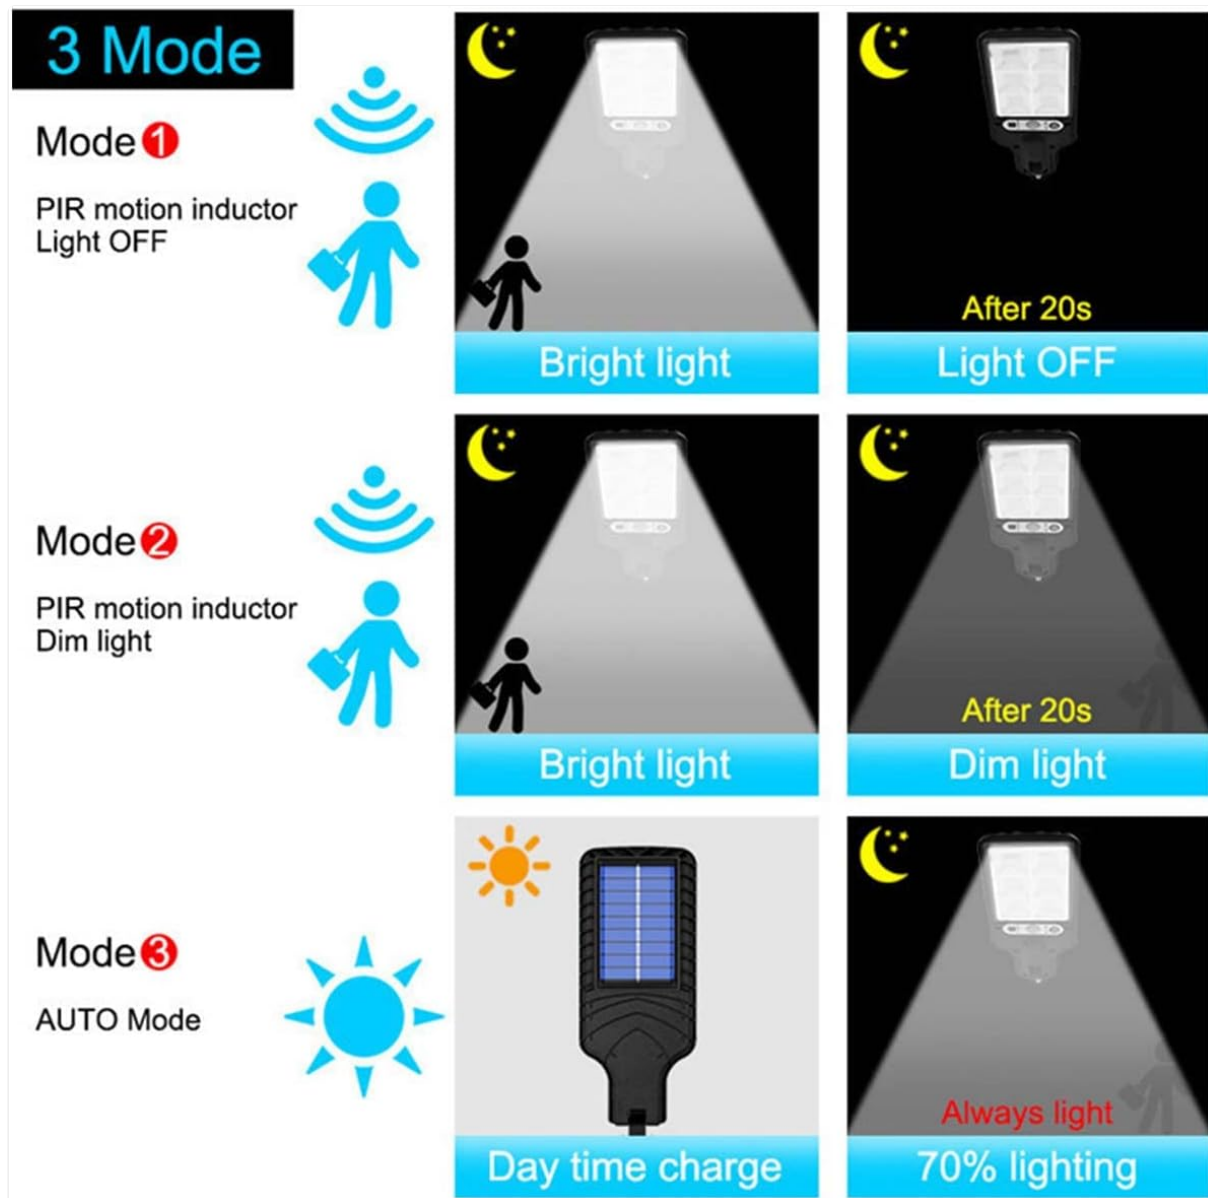 3 Mode
Mode 1
PIR motion inductor
Light OFF
Bright light
After 20s
Light OFF
Mode 2
PIR motion inductor
Dim light
Bright light
After 20s
Dim light
Mode 3
AUTO Mode
Day time charge
Always light
70% lighting